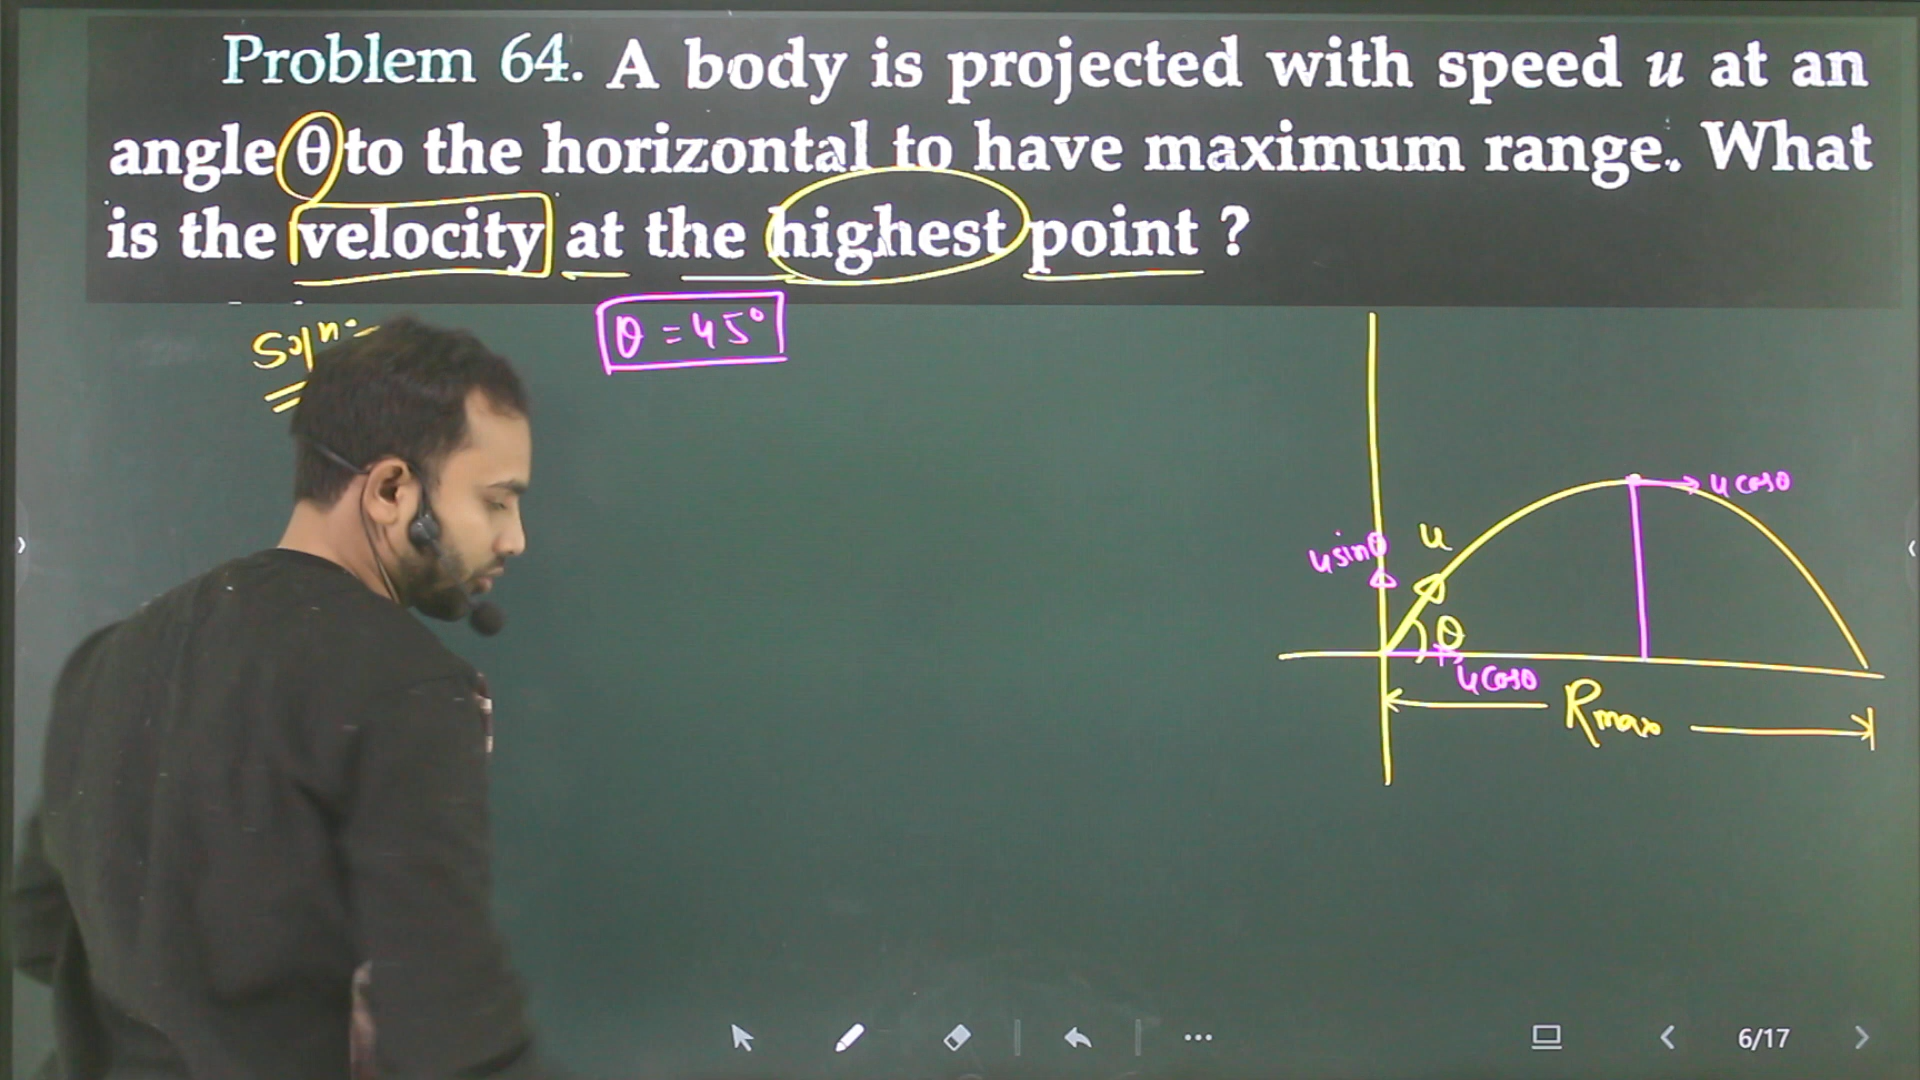 Problem 64. A body is projected with speed u at an
angle θ to the horizontal to have maximum range. What
is the velocity at the highest point ?
Soln:-
θ = 45°
u cosθ
u
u sinθ
θ
u cosθ
Rmax
6/17